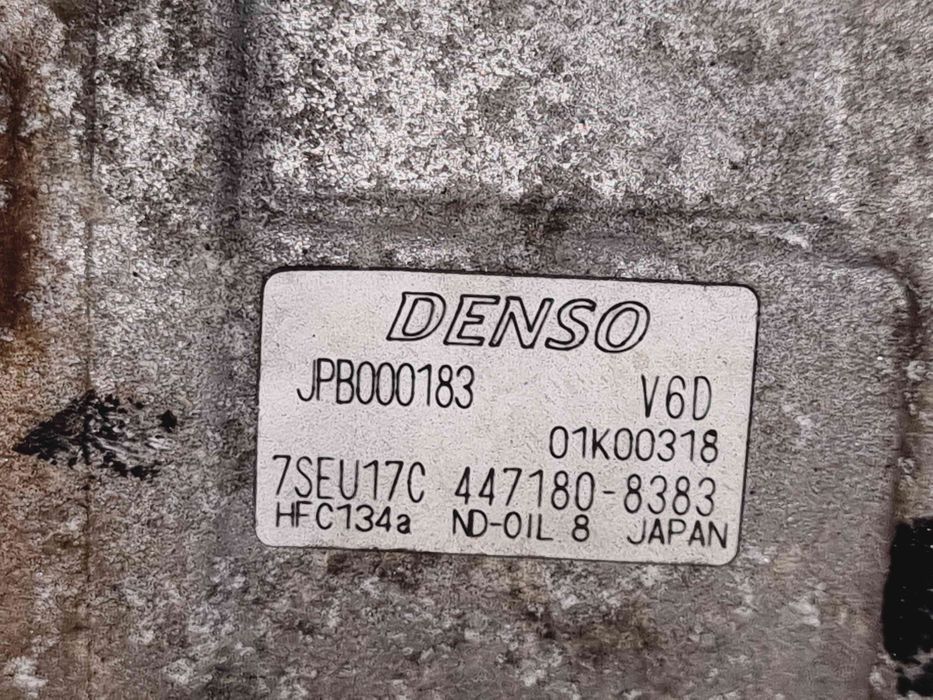 DENSO
JPB000183 V6D
01K00318
7SEU17C 447180-8383
HFC134a ND-OIL 8 JAPAN